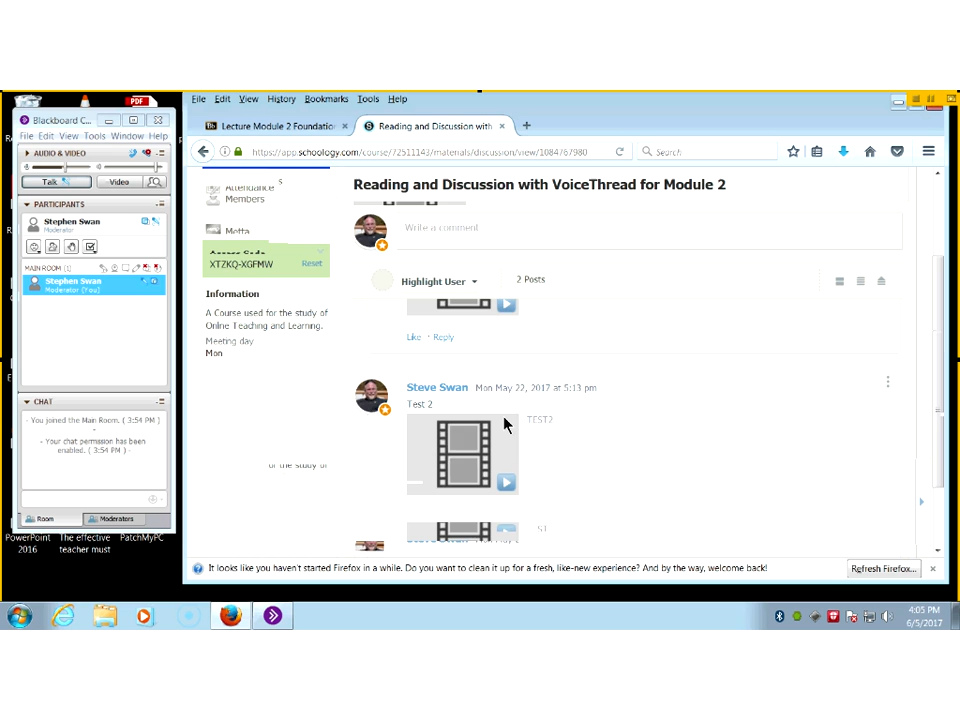 PDF
Blackboard C...
File Edit View Tools Window Help
AUDIO & VIDEO
Talk
Video
PARTICIPANTS
Stephen Swan
Moderator
MAIN ROOM (1)
Stephen Swan
Moderator (You)
CHAT
- You joined the Main Room. ( 3:54 PM ) -
- Your chat permission has been enabled. ( 3:54 PM ) -
Room
Moderators
PowerPoint 2016
The effective teacher must
PatchMyPC
File Edit View History Bookmarks Tools Help
Lecture Module 2 Foundatio
Reading and Discussion with
https://app.schoology.com/course/72511143/materials/discussion/view/1084767980
Search
Attendance
Members
Reading and Discussion with VoiceThread for Module 2
Write a comment
XTZKQ-XGFMW
Reset
Highlight User
2 Posts
Information
A Course used for the study of
Online Teaching and Learning.
Meeting day
Mon
Like · Reply
Steve Swan Mon May 22, 2017 at 5:13 pm
Test 2
TEST2
of the study of
It looks like you haven't started Firefox in a while. Do you want to clean it up for a fresh, like-new experience? And by the way, welcome back!
Refresh Firefox...
4:05 PM
6/5/2017